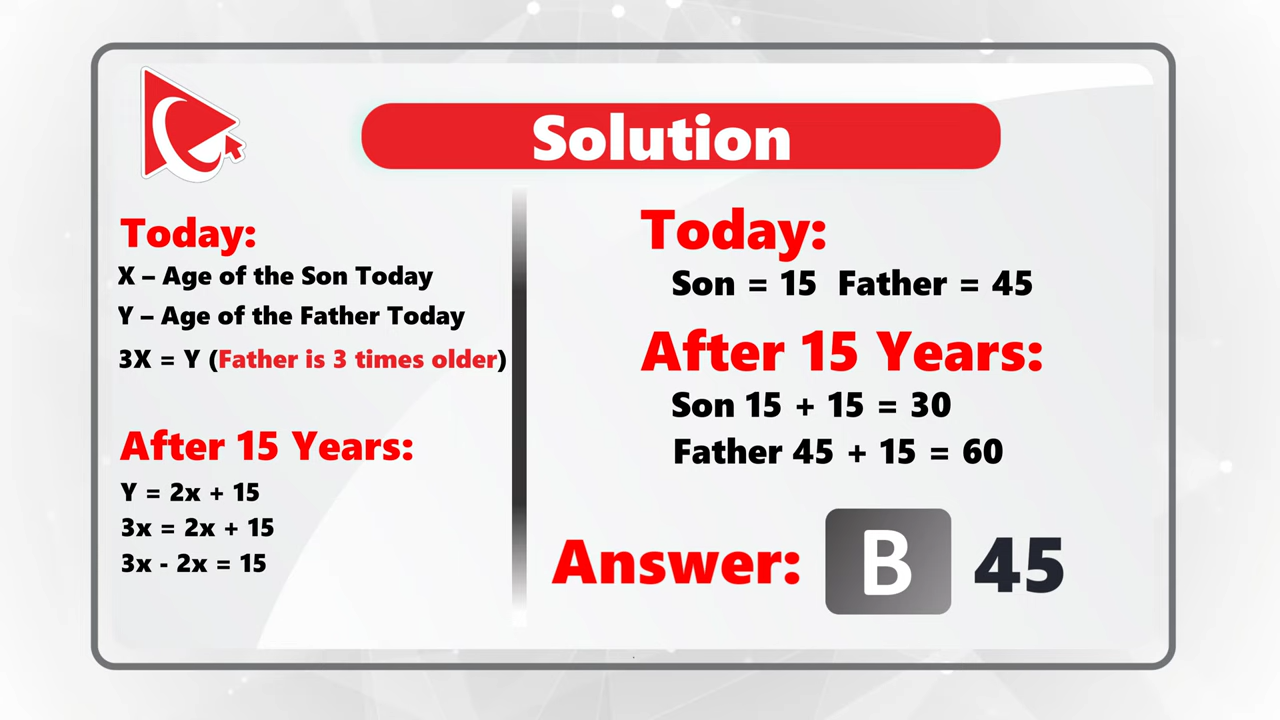 Solution
Today:
X – Age of the Son Today
Y – Age of the Father Today
3X = Y (Father is 3 times older)
After 15 Years:
Y = 2x + 15
3x = 2x + 15
3x - 2x = 15
Today:
Son = 15 Father = 45
After 15 Years:
Son 15 + 15 = 30
Father 45 + 15 = 60
Answer: B 45